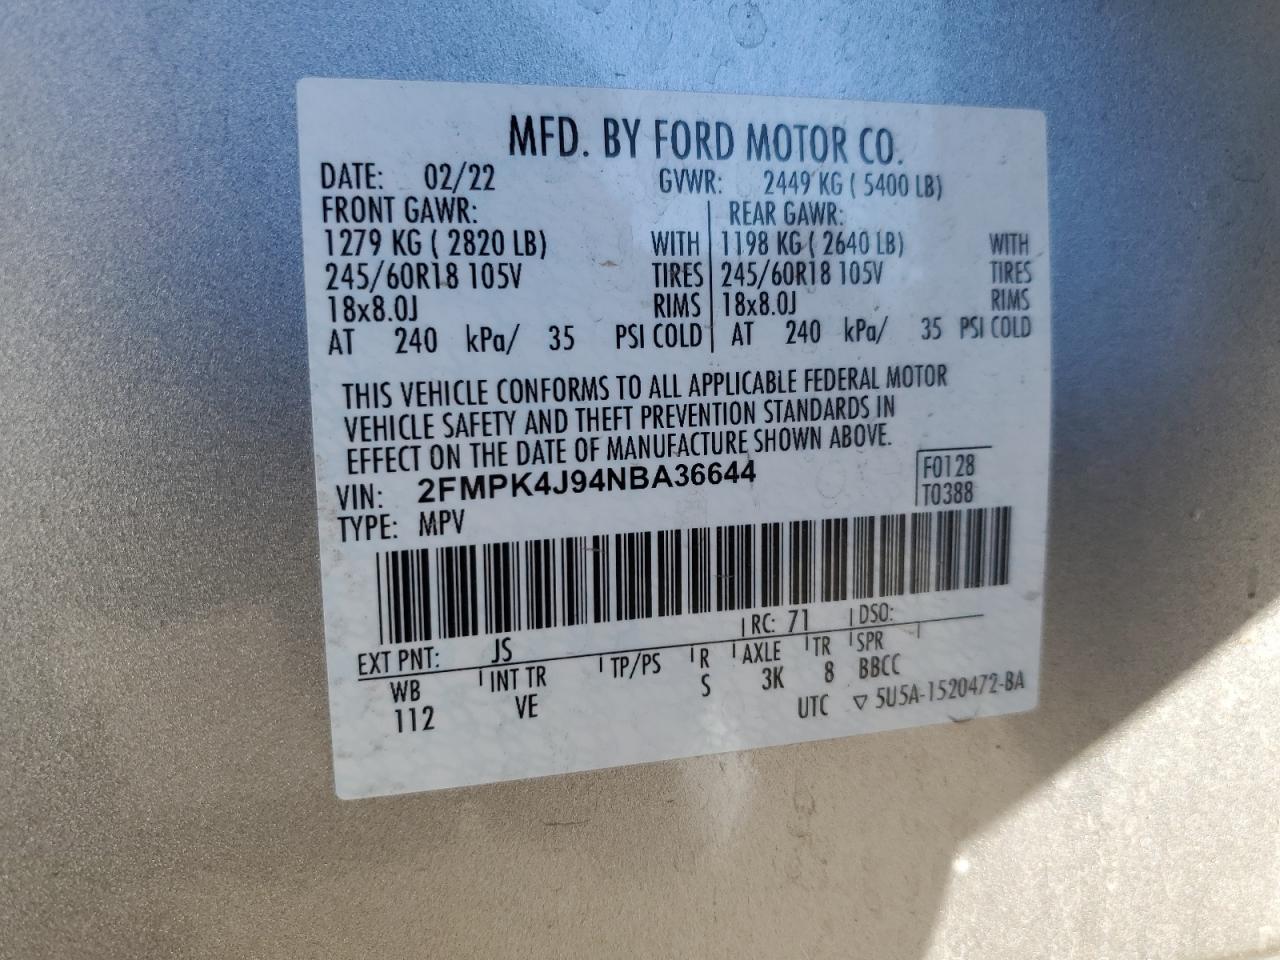 MFD. BY FORD MOTOR CO.
DATE: 02/22 GVWR: 2449 KG ( 5400 LB)
FRONT GAWR: REAR GAWR:
1279 KG ( 2820 LB) WITH 1198 KG ( 2640 LB) WITH
245/60R18 105V TIRES 245/60R18 105V TIRES
18x8.0J RIMS 18x8.0J RIMS
AT 240 kPa/ 35 PSI COLD AT 240 kPa/ 35 PSI COLD
THIS VEHICLE CONFORMS TO ALL APPLICABLE FEDERAL MOTOR
VEHICLE SAFETY AND THEFT PREVENTION STANDARDS IN
EFFECT ON THE DATE OF MANUFACTURE SHOWN ABOVE.
VIN: 2FMPK4J94NBA36644 F0128
TYPE: MPV T0388
EXT PNT: JS RC: 71 DSO:
WB INT TR TP/PS R AXLE TR SPR
112 VE S 3K 8 BBCC
UTC ▽ 5U5A-1520472-BA